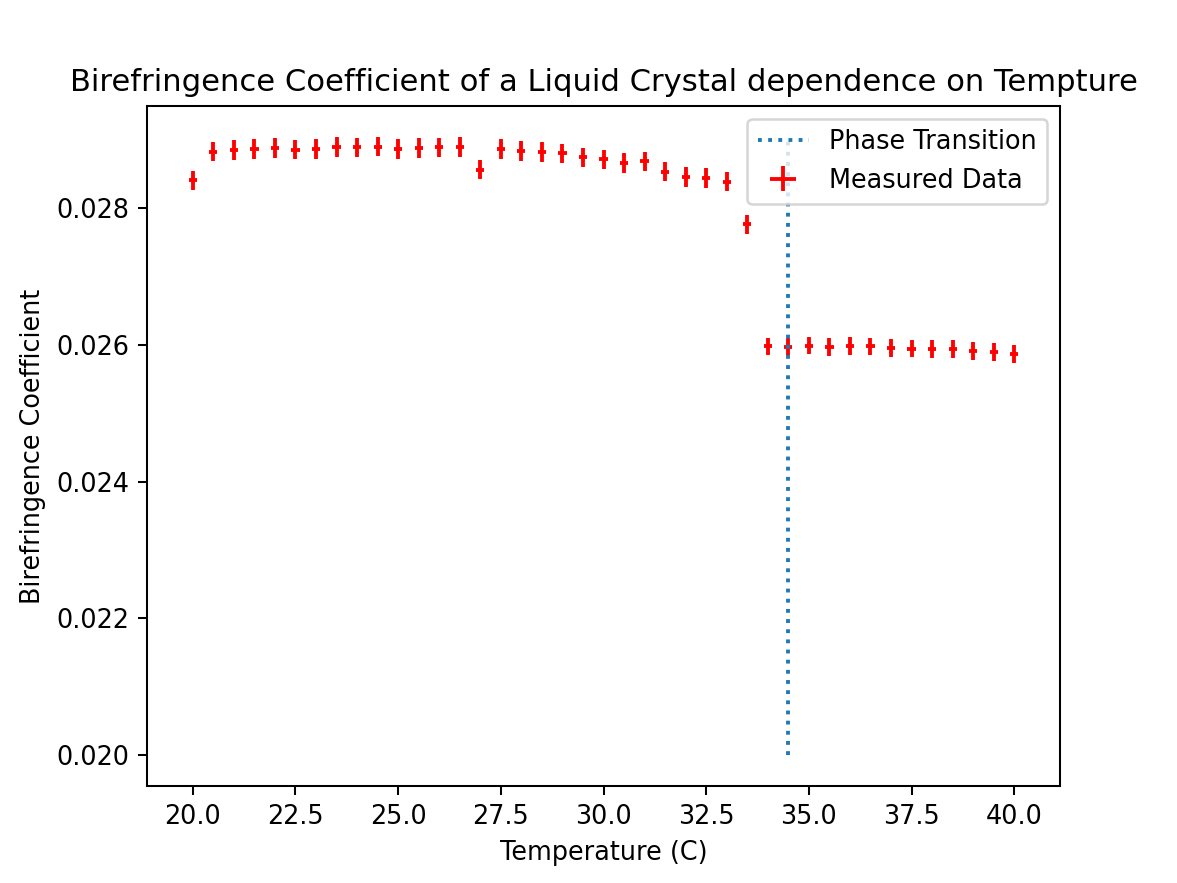 Birefringence Coefficient of a Liquid Crystal dependence on Tempture
Phase Transition
Measured Data
Birefringence Coefficient
0.028
0.026
0.024
0.022
0.020
20.0 22.5 25.0 27.5 30.0 32.5 35.0 37.5 40.0
Temperature (C)